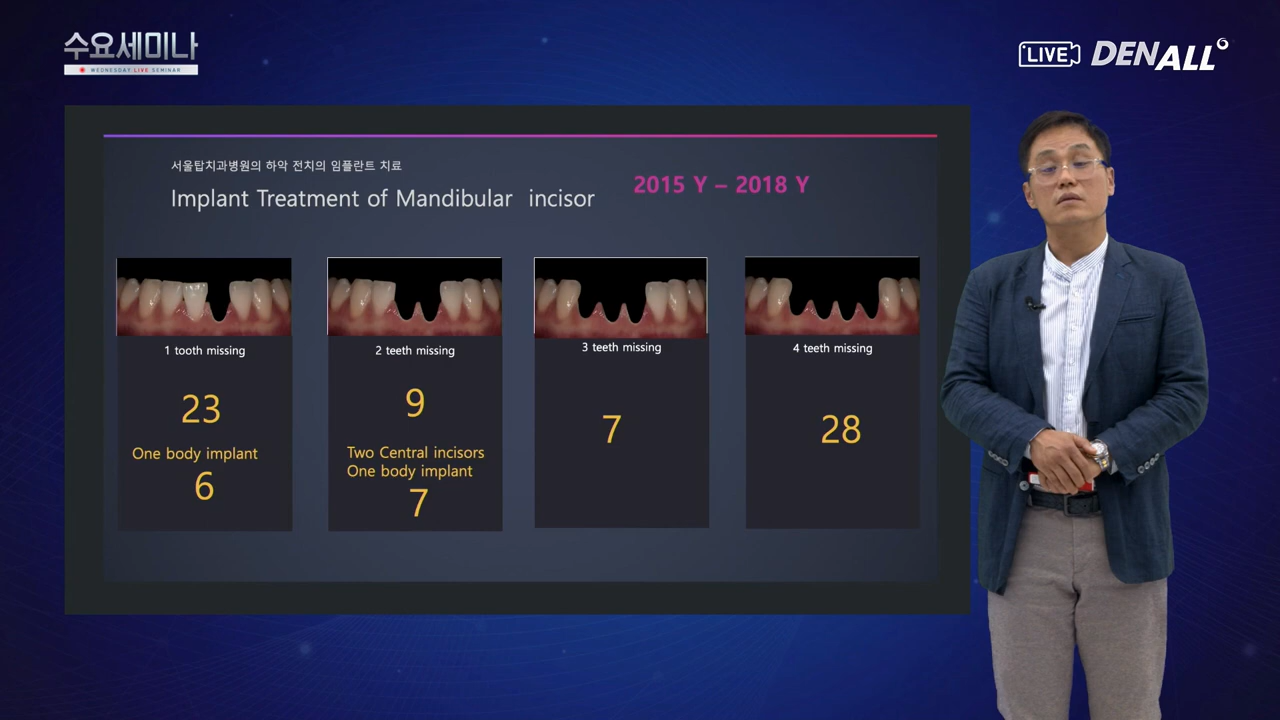 수요세미나
WEDNESDAY LIVE SEMINAR
LIVE DENALL
서울탑치과병원의 하악 전치의 임플란트 치료
Implant Treatment of Mandibular incisor
2015 Y – 2018 Y
1 tooth missing
23
One body implant
6
2 teeth missing
9
Two Central incisors
One body implant
7
3 teeth missing
7
4 teeth missing
28